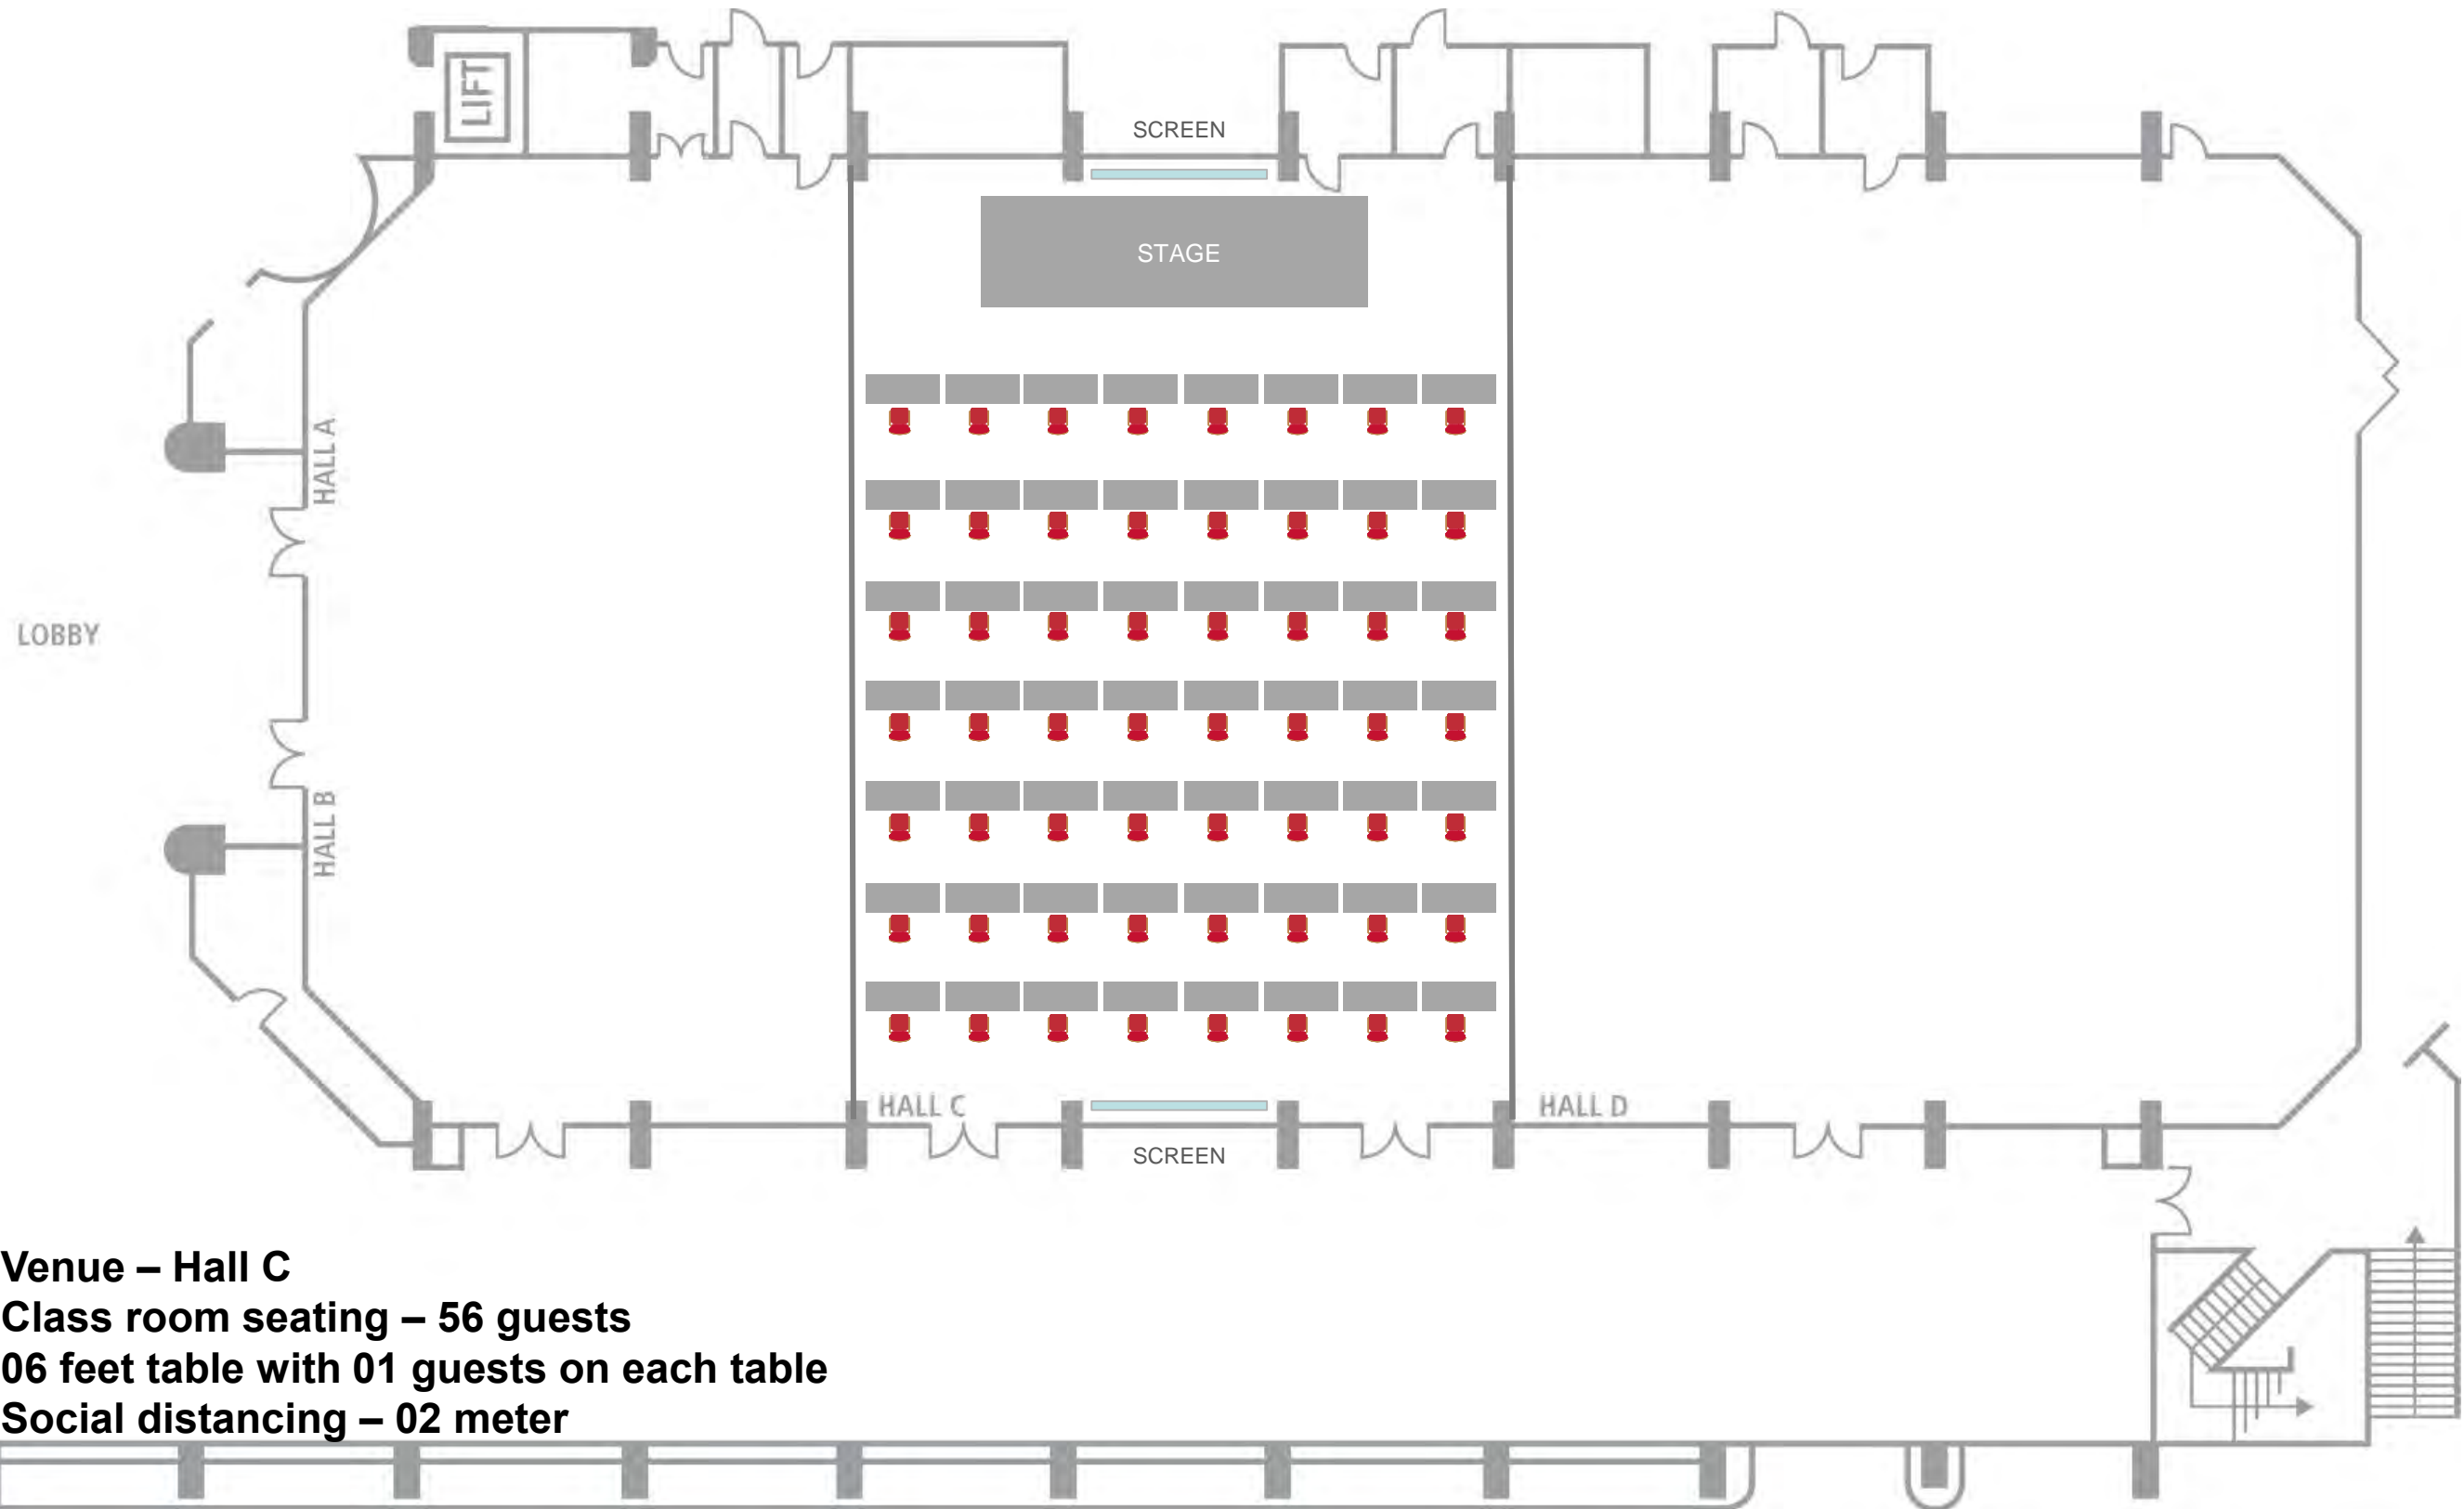 LIFT
SCREEN
STAGE
HALL A
LOBBY
HALL B
HALL C
HALL D
SCREEN
Venue – Hall C
Class room seating – 56 guests
06 feet table with 01 guests on each table
Social distancing – 02 meter